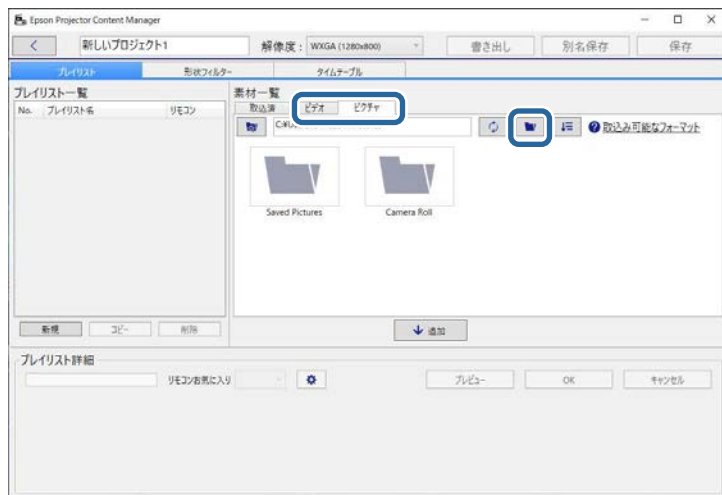 Epson Projector Content Manager
新しいプロジェクト1 解像度: WXGA (1280x800) 書き出し 別名保存 保存
プレイリスト 形状フィルター タイムテーブル
プレイリスト一覧 素材一覧
No. プレイリスト名 リモコン 取込済 ビデオ ピクチャ
取込み可能なフォーマット
Saved Pictures Camera Roll
新規 コピー 削除 追加
プレイリスト詳細
リモコンお気に入り プレビュー OK キャンセル